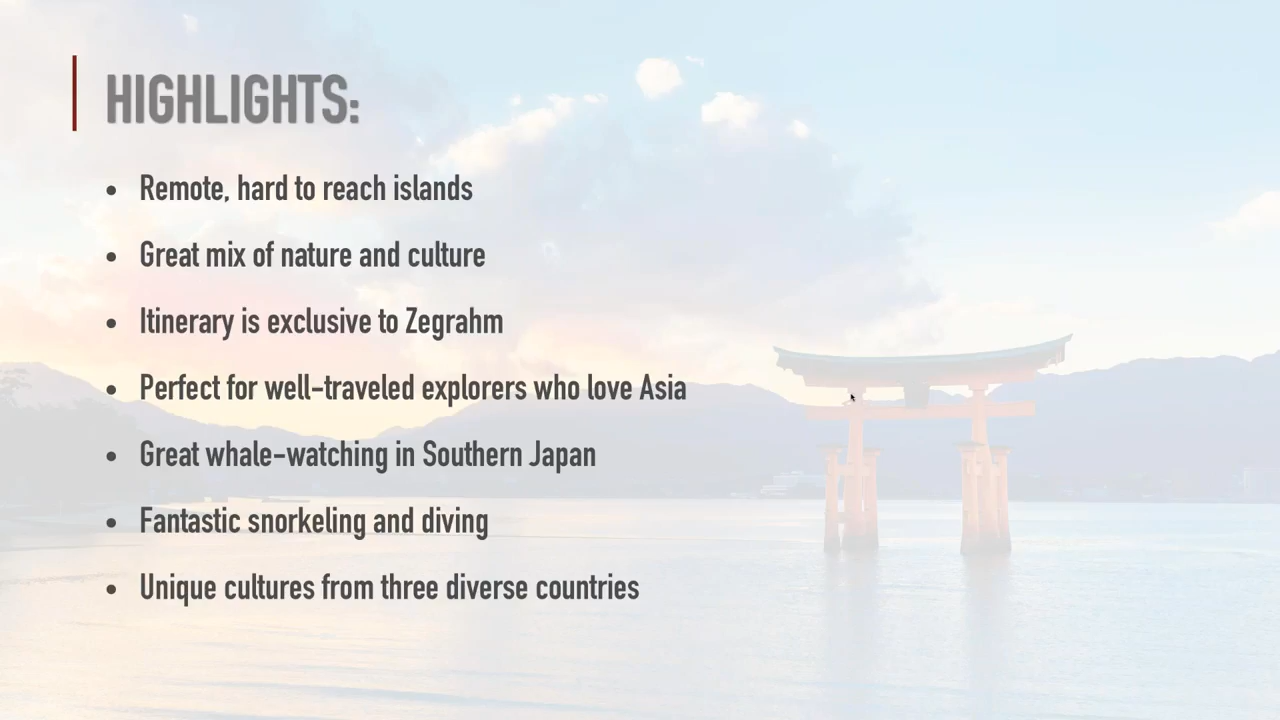 HIGHLIGHTS:
• Remote, hard to reach islands
• Great mix of nature and culture
• Itinerary is exclusive to Zegrahm
• Perfect for well-traveled explorers who love Asia
• Great whale-watching in Southern Japan
• Fantastic snorkeling and diving
• Unique cultures from three diverse countries